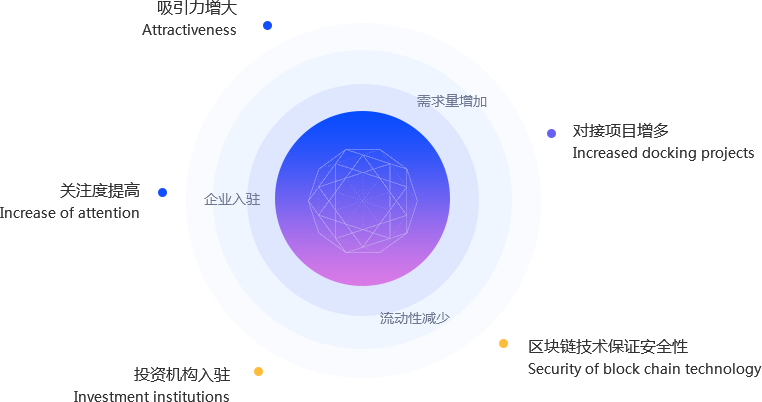 吸引力增大
Attractiveness
需求量增加
对接项目增多
Increased docking projects
关注度提高
Increase of attention
企业入驻
流动性减少
区块链技术保证安全性
Security of block chain technology
投资机构入驻
Investment institutions